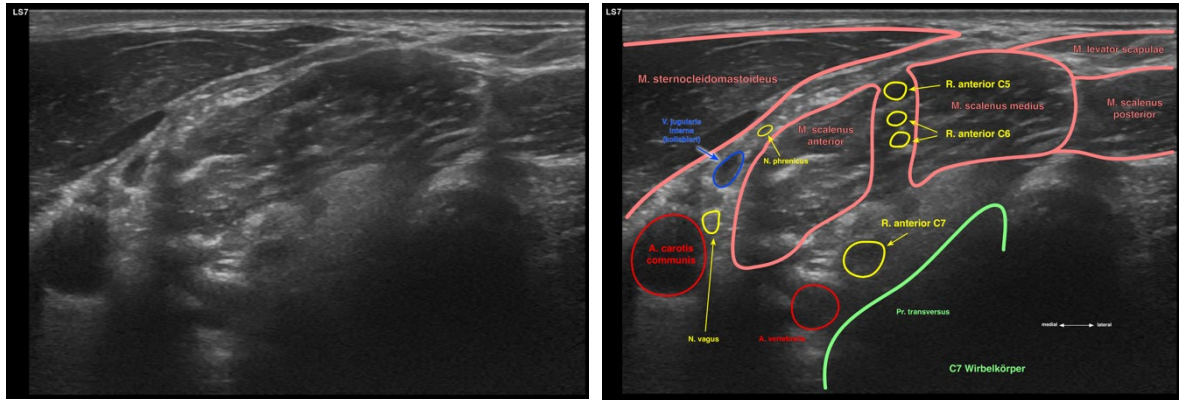 LS7
LS7
M. levator scapulae
M. sternocleidomastoideus
R. anterior C5
M. scalenus medius
M. scalenus
posterior
V. jugularis
interna
(kollabiert)
M. scalenus
anterior
R. anterior C6
N. phrenicus
R. anterior C7
A. carotis
communis
Pr. transversus
medial
lateral
N. vagus
A. vertebralis
C7 Wirbelkörper